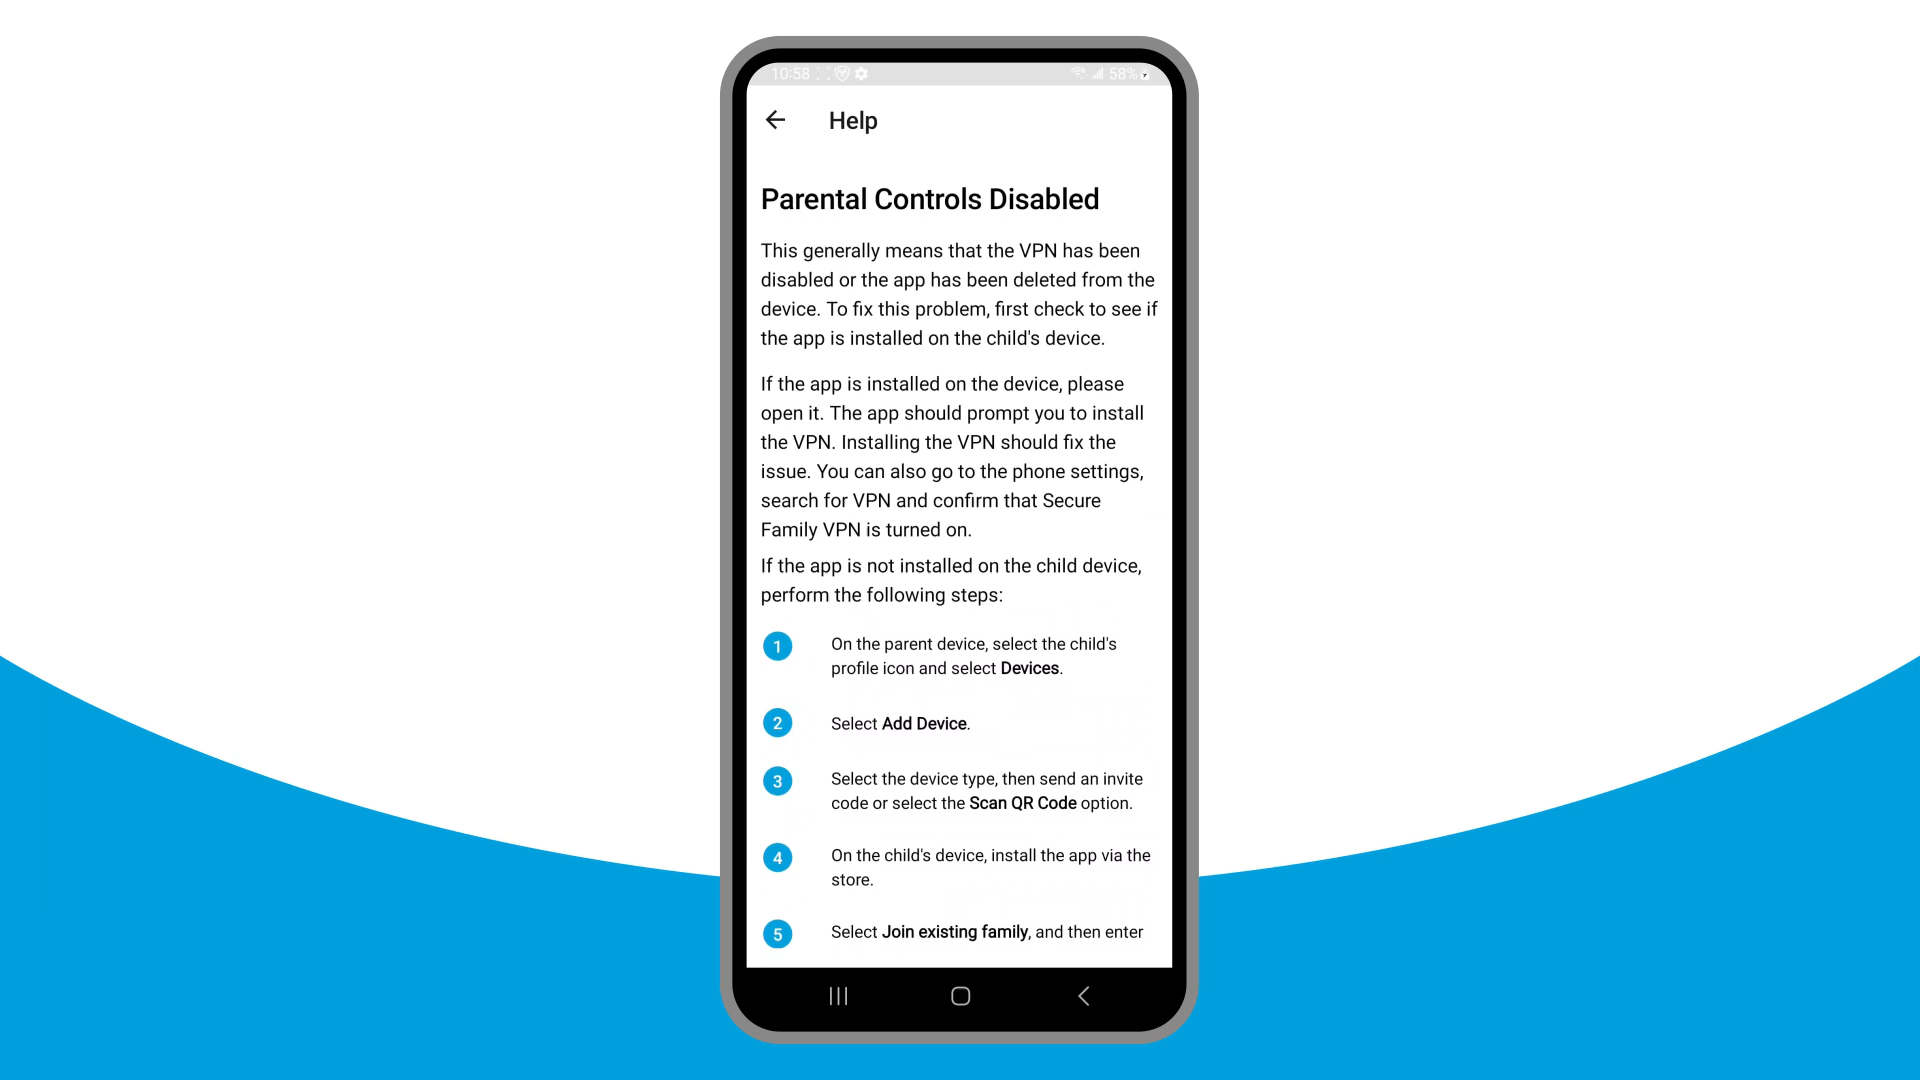 10:58
58%
Help
Parental Controls Disabled
This generally means that the VPN has been
disabled or the app has been deleted from the
device. To fix this problem, first check to see if
the app is installed on the child's device.
If the app is installed on the device, please
open it. The app should prompt you to install
the VPN. Installing the VPN should fix the
issue. You can also go to the phone settings,
search for VPN and confirm that Secure
Family VPN is turned on.
If the app is not installed on the child device,
perform the following steps:
1 On the parent device, select the child's
profile icon and select Devices.
2 Select Add Device.
3 Select the device type, then send an invite
code or select the Scan QR Code option.
4 On the child's device, install the app via the
store.
5 Select Join existing family, and then enter